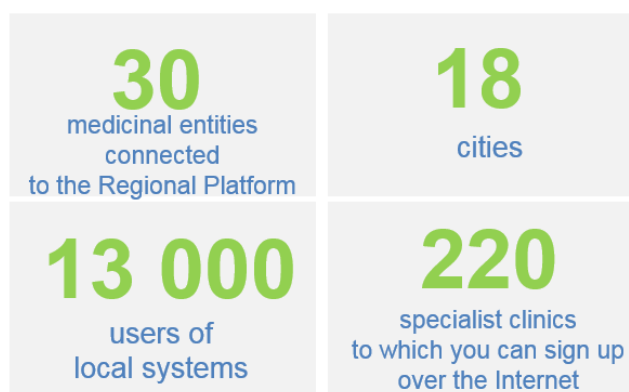 30
medicinal entities
connected
to the Regional Platform
18
cities
13 000
users of
local systems
220
specialist clinics
to which you can sign up
over the Internet